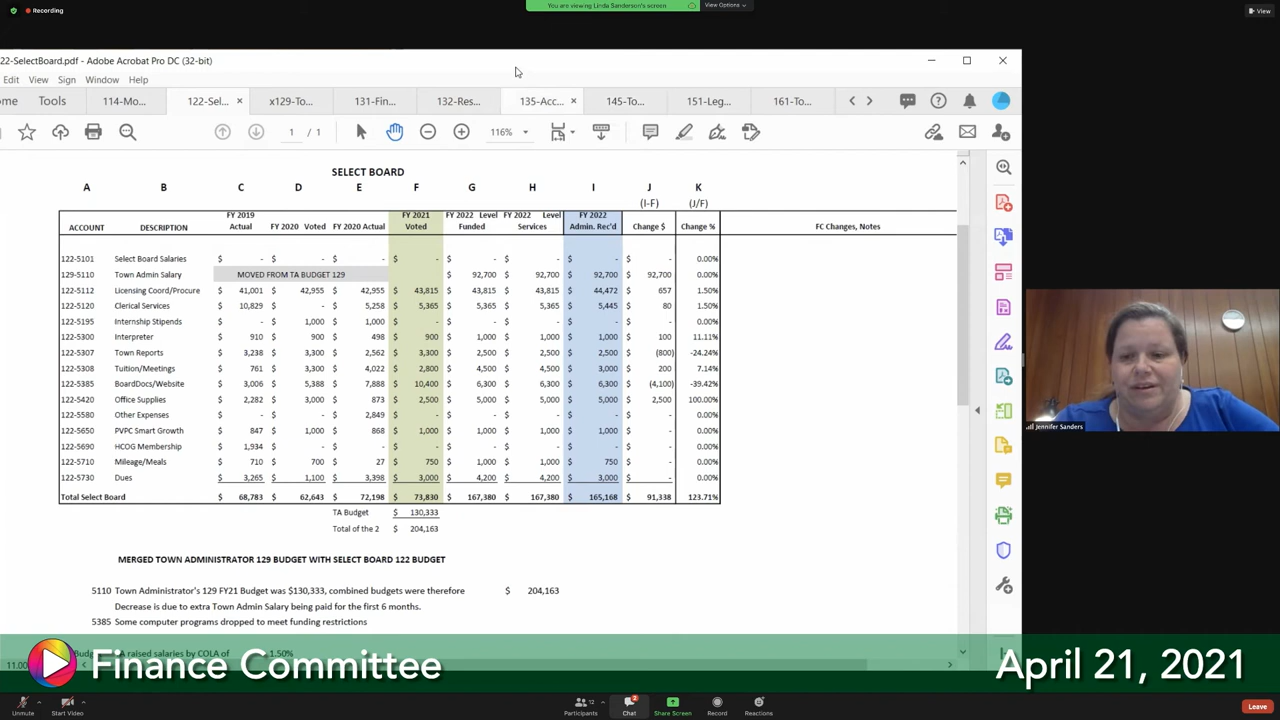 Recording
You are viewing Linda Sanderson's screen
View Options
View
22-SelectBoard.pdf - Adobe Acrobat Pro DC (32-bit)
Edit View Sign Window Help
ome Tools 114-Mo... 122-Sel... x129-To... 131-Fin... 132-Res... 135-Acc... 145-To... 151-Leg... 161-To...
1 / 1 116%
SELECT BOARD
A B C D E F G H I J K
(I-F) (J/F)
FY 2019 FY 2021 FY 2022 Level FY 2022 Level FY 2022
ACCOUNT DESCRIPTION Actual FY 2020 Voted FY 2020 Actual Voted Funded Services Admin. Rec'd Change $ Change % FC Changes, Notes
122-5101 Select Board Salaries $ - $ - $ - $ - $ - $ - $ - $ - 0.00%
129-5110 Town Admin Salary MOVED FROM TA BUDGET 129 $ 92,700 $ 92,700 $ 92,700 $ 92,700 0.00%
122-5112 Licensing Coord/Procure $ 41,001 $ 42,955 $ 42,955 $ 43,815 $ 43,815 $ 43,815 $ 44,472 $ 657 1.50%
122-5120 Clerical Services $ 10,829 $ - $ 5,258 $ 5,365 $ 5,365 $ 5,365 $ 5,445 $ 80 1.50%
122-5195 Internship Stipends $ - $ 1,000 $ 1,000 $ - $ - $ - $ - $ - 0.00%
122-5300 Interpreter $ 910 $ 900 $ 498 $ 900 $ 1,000 $ 1,000 $ 1,000 $ 100 11.11%
122-5307 Town Reports $ 3,238 $ 3,300 $ 2,562 $ 3,300 $ 2,500 $ 2,500 $ 2,500 $ (800) -24.24%
122-5308 Tuition/Meetings $ 761 $ 3,300 $ 4,022 $ 2,800 $ 4,500 $ 4,500 $ 3,000 $ 200 7.14%
122-5385 BoardDocs/Website $ 3,006 $ 5,388 $ 7,888 $ 10,400 $ 6,300 $ 6,300 $ 6,300 $ (4,100) -39.42%
122-5420 Office Supplies $ 2,282 $ 3,000 $ 873 $ 2,500 $ 5,000 $ 5,000 $ 5,000 $ 2,500 100.00%
122-5580 Other Expenses $ - $ - $ 2,849 $ - $ - $ - $ - $ - 0.00%
122-5650 PVPC Smart Growth $ 847 $ 1,000 $ 868 $ 1,000 $ 1,000 $ 1,000 $ 1,000 $ - 0.00%
122-5690 HCOG Membership $ 1,934 $ - $ - $ - $ - $ - $ - $ - 0.00%
122-5710 Mileage/Meals $ 710 $ 700 $ 27 $ 750 $ 1,000 $ 1,000 $ 750 $ - 0.00%
122-5730 Dues $ 3,265 $ 1,100 $ 3,398 $ 3,000 $ 4,200 $ 4,200 $ 3,000 $ - 0.00%
Total Select Board $ 68,783 $ 62,643 $ 72,198 $ 73,830 $ 167,380 $ 167,380 $ 165,168 $ 91,338 123.71%
TA Budget $ 130,333
Total of the 2 $ 204,163
MERGED TOWN ADMINISTRATOR 129 BUDGET WITH SELECT BOARD 122 BUDGET
5110 Town Administrator's 129 FY21 Budget was $130,333, combined budgets were therefore $ 204,163
Decrease is due to extra Town Admin Salary being paid for the first 6 months.
5385 Some computer programs dropped to meet funding restrictions
raised salaries by COLA of 1.50%
11.00
Jennifer Sanders
Finance Committee
April 21, 2021
Unmute Start Video 12 Participants 2 Chat Share Screen Record Reactions Leave